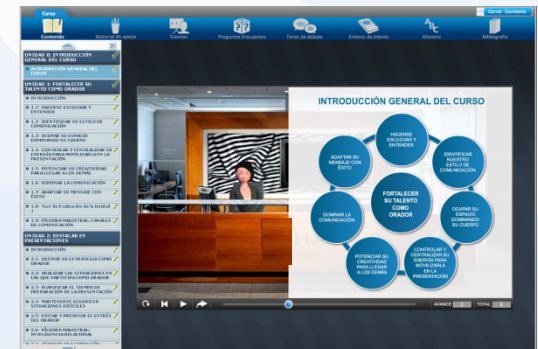 Curso
Cerrar Escritorio
Contenido
Material de apoyo
Tutorías
Preguntas frecuentes
Foros de debate
Enlaces de interés
Glosario
Bibliografía
UNIDAD 0: INTRODUCCIÓN
GENERAL DEL CURSO
INTRODUCCIÓN GENERAL DEL
CURSO
UNIDAD 1: FORTALECER SU
TALENTO COMO ORADOR
INTRODUCCIÓN
1.1- HACERSE ESCUCHAR Y
ENTENDER
1.2- IDENTIFICAR SU ESTILO DE
COMUNICACIÓN
1.3- OCUPAR SU ESPACIO
DOMINANDO SU CUERPO
1.4- CONTROLAR Y CENTRALIZAR SU
ENERGÍA PARA MOVILIZARLA EN LA
PRESENTACIÓN
1.5- POTENCIAR SU CREATIVIDAD
PARA LLEGAR A LOS DEMÁS
1.6- DOMINAR LA COMUNICACIÓN
1.7- ADAPTAR SU MENSAJE CON
ÉXITO
1.8- Test de Evaluación de la Unidad
1
1.9- PÍLDORA MAGISTRAL: CANALES
DE COMUNICACIÓN
UNIDAD 2: DESTACAR EN
PRESENTACIONES
INTRODUCCIÓN
2.1- DEFINIR SU ESTRATEGIA COMO
ORADOR
2.2- ANALIZAR LAS SITUACIONES EN
LAS QUE PARTICIPA COMO ORADOR
2.3- PLANIFICAR EL TIEMPO DE
PREPARACIÓN DE LA PRESENTACIÓN
2.4- MANTENERSE SEGURO EN
SITUACIONES DIFÍCILES
2.5- EVITAR Y PREVENIR EL ESTRÉS
DEL ORADOR
2.6- PÍLDORA MAGISTRAL:
INTELIGENCIA RELACIONAL
INTRODUCCIÓN GENERAL DEL CURSO
HACERSE
ESCUCHAR Y
ENTENDER
IDENTIFICAR
NUESTRO
ESTILO DE
COMUNICACIÓN
OCUPAR SU
ESPACIO
DOMINANDO
SU CUERPO
CONTROLAR Y
CENTRALIZAR SU
ENERGÍA PARA
MOVILIZARLA
EN LA
PRESENTACIÓN
POTENCIAR SU
CREATIVIDAD
PARA LLEGAR
A LOS DEMÁS
DOMINAR LA
COMUNICACIÓN
ADAPTAR SU
MENSAJE CON
ÉXITO
FORTALECER
SU TALENTO
COMO
ORADOR
AVANCE
TOTAL